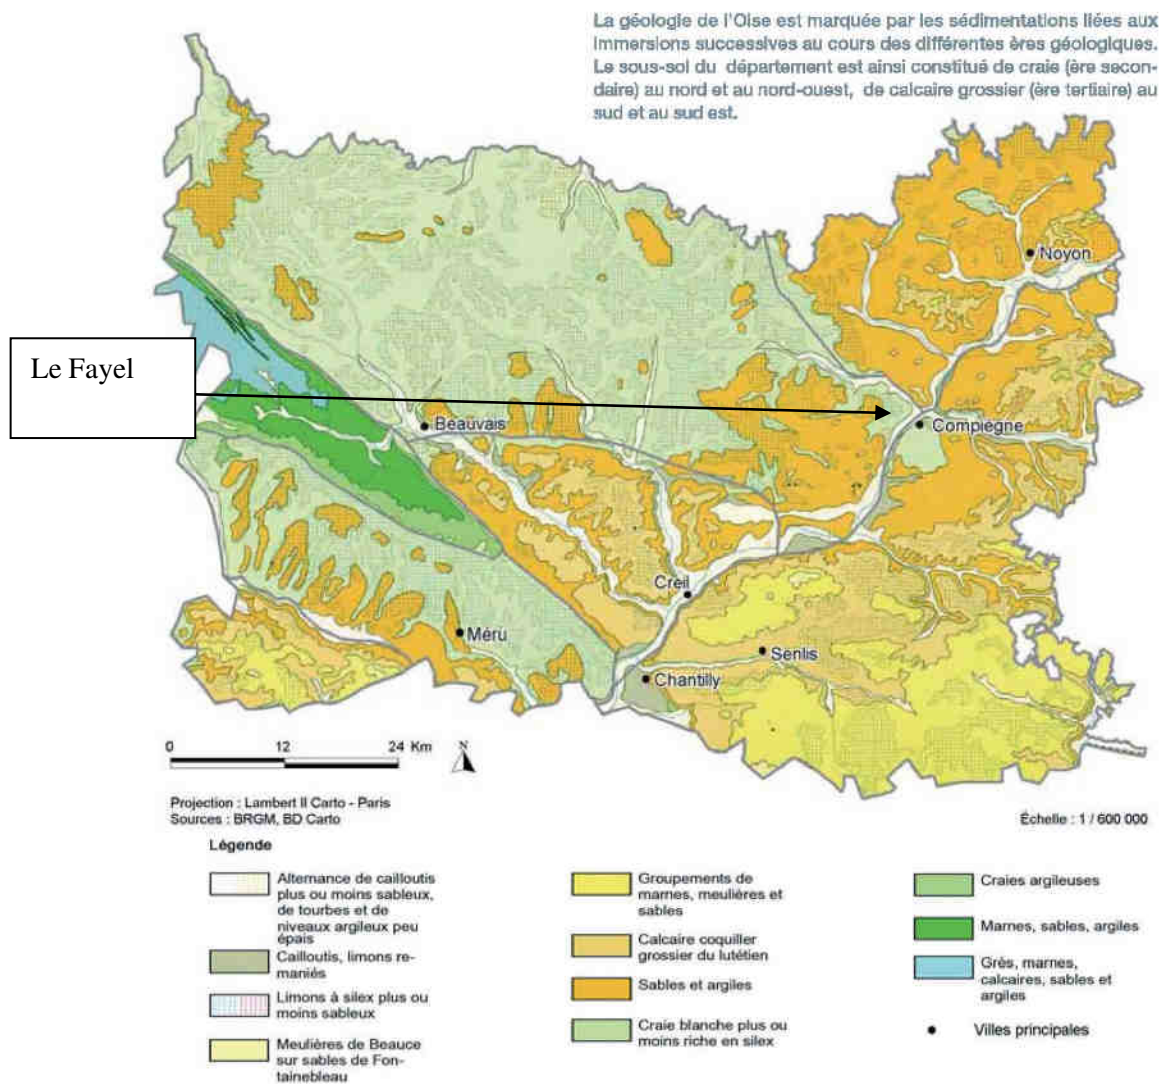 La géologie de l'Oise est marquée par les sédimentations liées aux
immersions successives au cours des différentes ères géologiques.
Le sous-sol du département est ainsi constitué de craie (ère secon-
daire) au nord et au nord-ouest, de calcaire grossier (ère tertiaire) au
sud et au sud est.
Noyon
Le Fayel
Beauvais
Compiègne
Creil
Méru
Senlis
Chantilly
0 12 24 Km
N
Projection : Lambert II Carto - Paris
Sources : BRGM, BD Carto
Échelle : 1 / 600 000
Légende
Alternance de cailloutis
plus ou moins sableux,
de tourbes et de
niveaux argileux peu
épais
Cailloutis, limons re-
maniés
Limons à silex plus ou
moins sableux
Meulières de Beauce
sur sables de Fon-
tainebleau
Groupements de
marnes, meulières et
sables
Calcaire coquiller
grossier du lutétien
Sables et argiles
Craie blanche plus ou
moins riche en silex
Craies argileuses
Marnes, sables, argiles
Grès, marnes,
calcaires, sables et
argiles
Villes principales